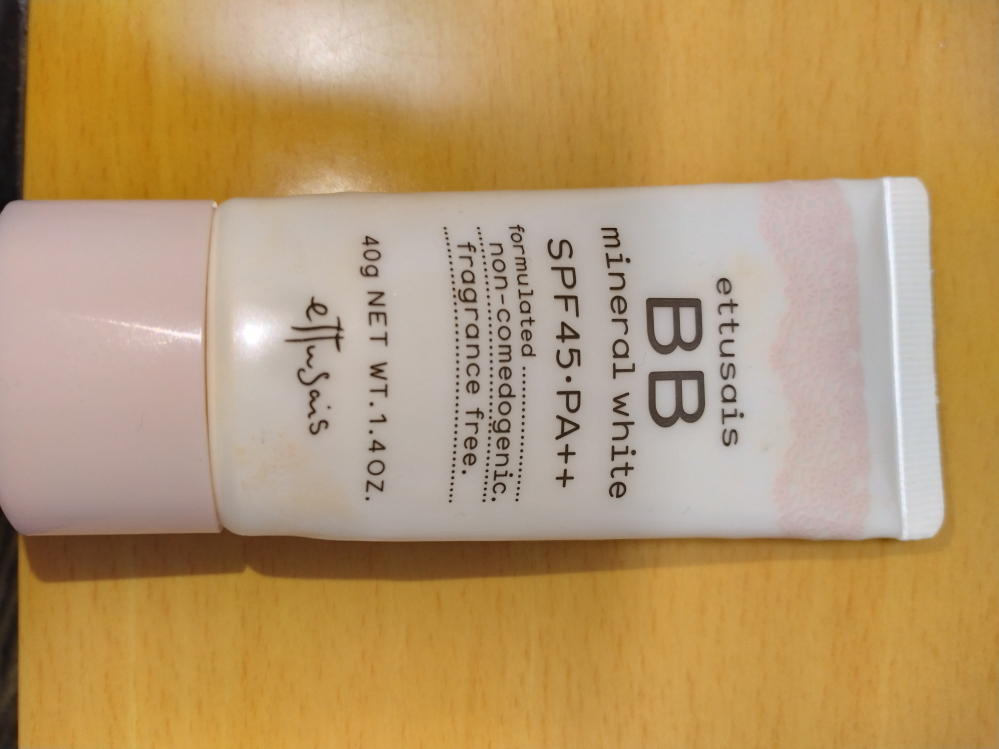 ettusais
BB
mineral white
SPF45·PA++
formulated
non-comedogenic.
fragrance free.
40g NET WT.1.4OZ.
ettusais